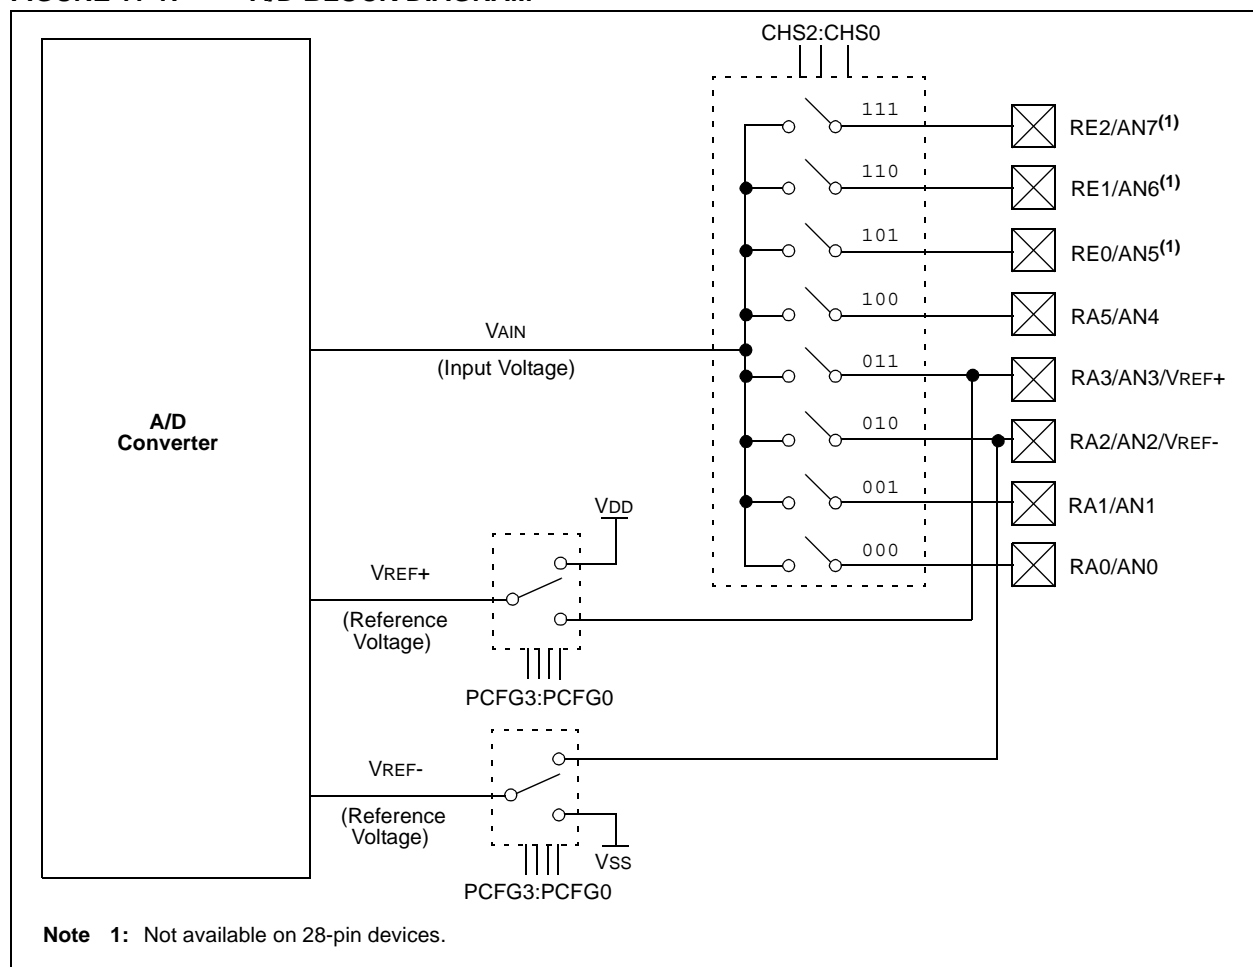 CHS2:CHS0
111
RE2/AN7(1)
110
RE1/AN6(1)
101
RE0/AN5(1)
100
RA5/AN4
VAIN
(Input Voltage)
011
RA3/AN3/VREF+
010
RA2/AN2/VREF-
A/D
Converter
001
RA1/AN1
VDD
000
RA0/AN0
VREF+
(Reference
Voltage)
PCFG3:PCFG0
VREF-
(Reference
Voltage)
VSS
PCFG3:PCFG0
Note 1: Not available on 28-pin devices.